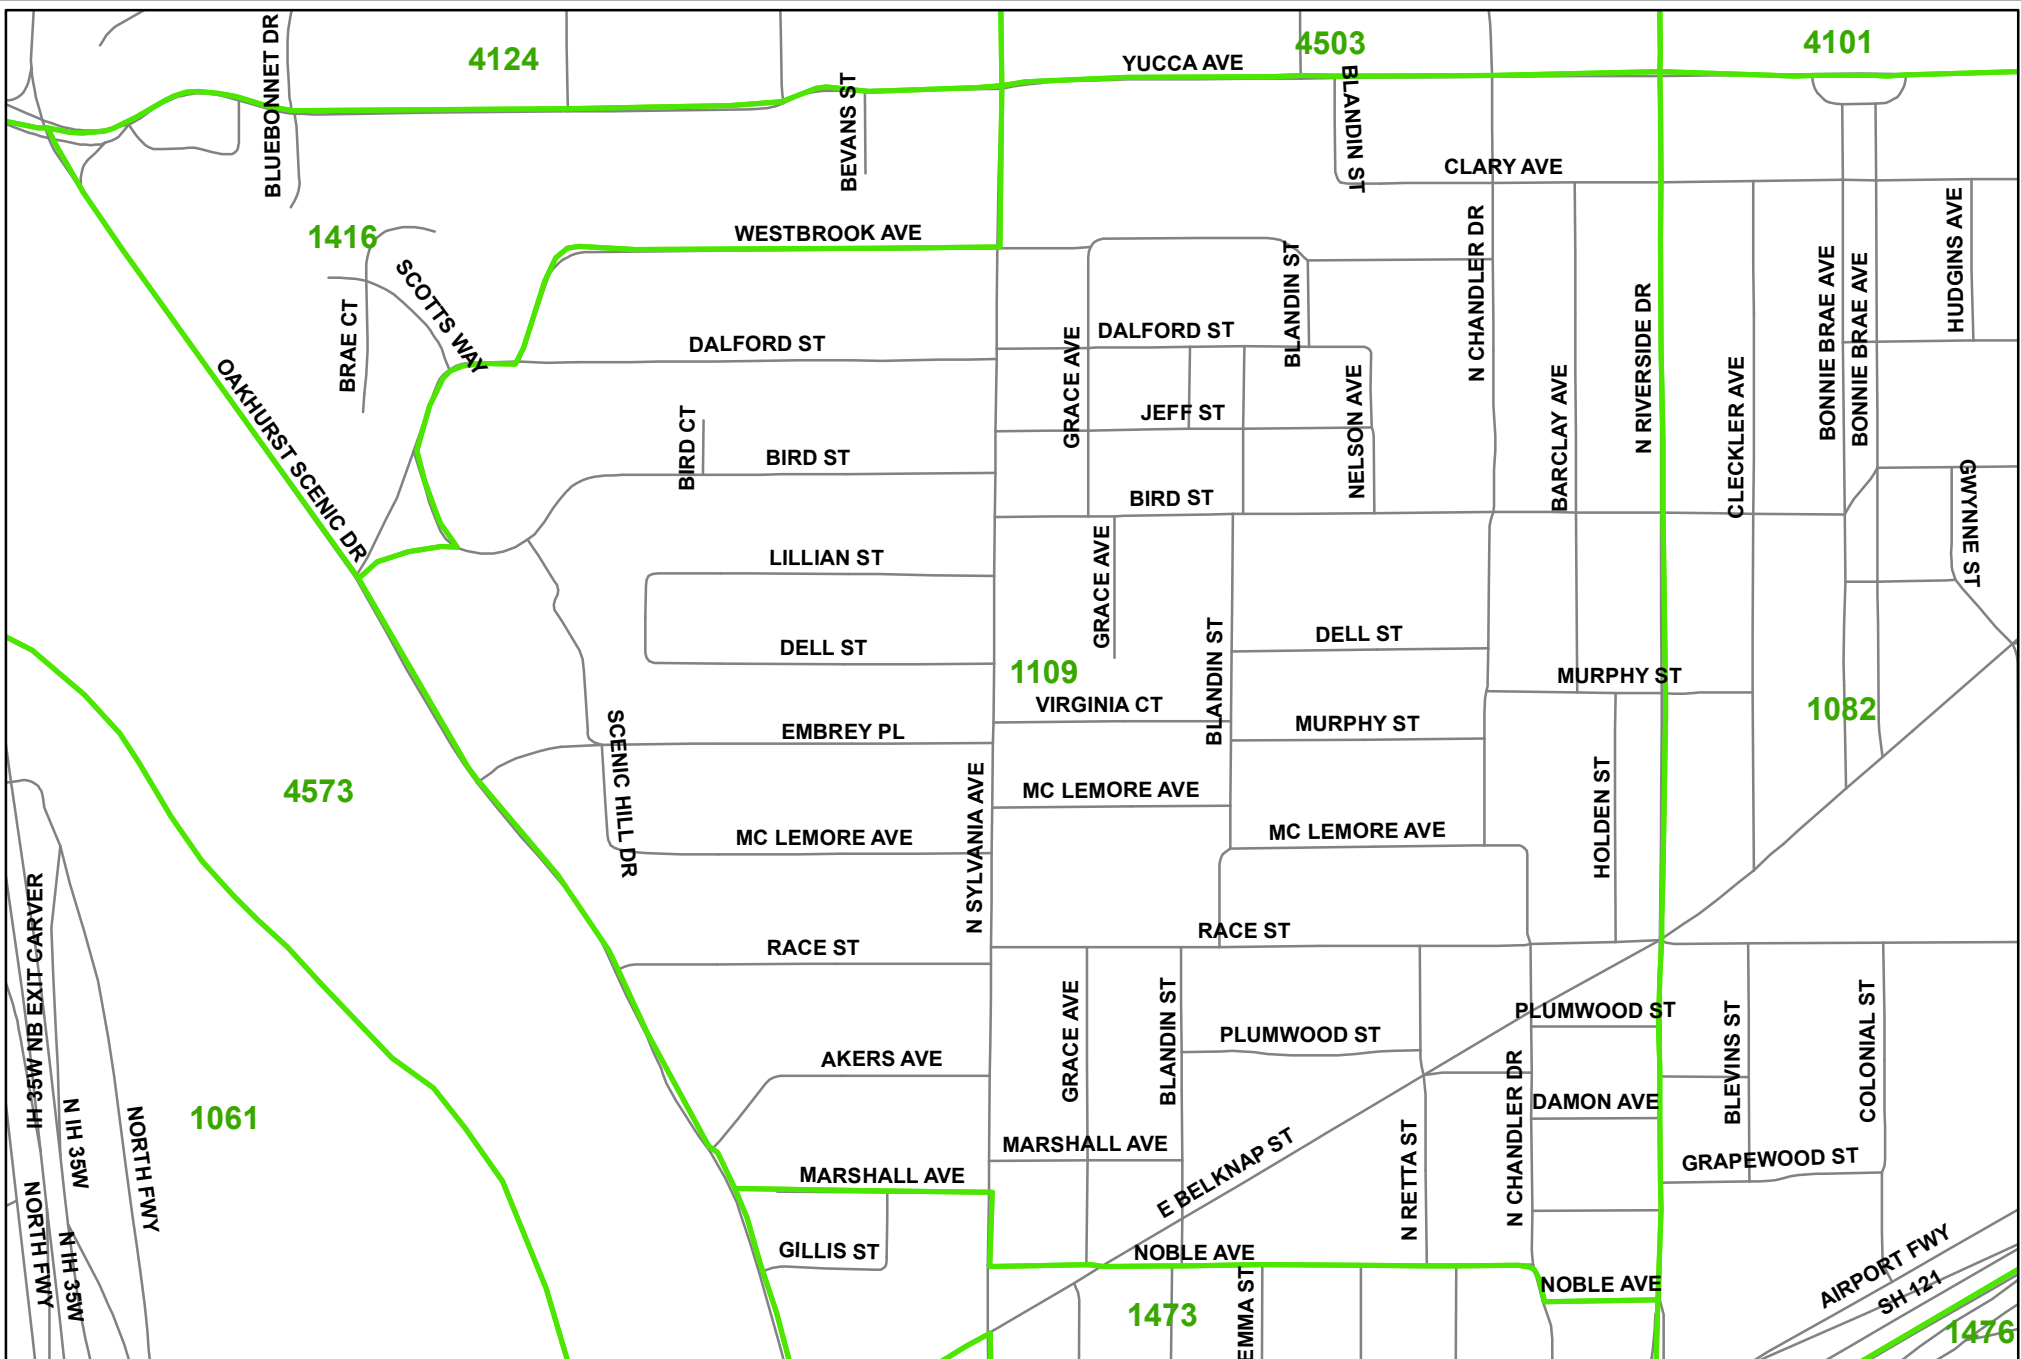 4124
4503
4101
YUCCA AVE
BLUEBONNET DR
BEVANS ST
BLANDIN ST
CLARY AVE
1416
WESTBROOK AVE
N CHANDLER DR
HUDGINS AVE
SCOTTS WAY
BRAE CT
BLANDIN ST
N RIVERSIDE DR
BONNIE BRAE AVE
BONNIE BRAE AVE
DALFORD ST
DALFORD ST
GRACE AVE
OAKHURST SCENIC DR
BIRD CT
BIRD ST
JEFF ST
NELSON AVE
BARCLAY AVE
CLECKLER AVE
BIRD ST
GWYNNE ST
LILLIAN ST
GRACE AVE
DELL ST
DELL ST
1109
BLANDIN ST
MURPHY ST
VIRGINIA CT
1082
EMBREY PL
MURPHY ST
SCENIC HILL DR
4573
N SYLVANIA AVE
MC LEMORE AVE
HOLDEN ST
MC LEMORE AVE
MC LEMORE AVE
RACE ST
RACE ST
IH 35W NB EXIT CARVER
GRACE AVE
BLANDIN ST
PLUMWOOD ST
PLUMWOOD ST
BLEVINS ST
COLONIAL ST
AKERS AVE
N CHANDLER DR
DAMON AVE
1061
N IH 35W
NORTH FWY
MARSHALL AVE
E BELKNAP ST
N RETTA ST
GRAPEWOOD ST
MARSHALL AVE
NORTH FWY
N IH 35W
GILLIS ST
NOBLE AVE
NOBLE AVE
AIRPORT FWY
SH 121
EMMA ST
1473
1476